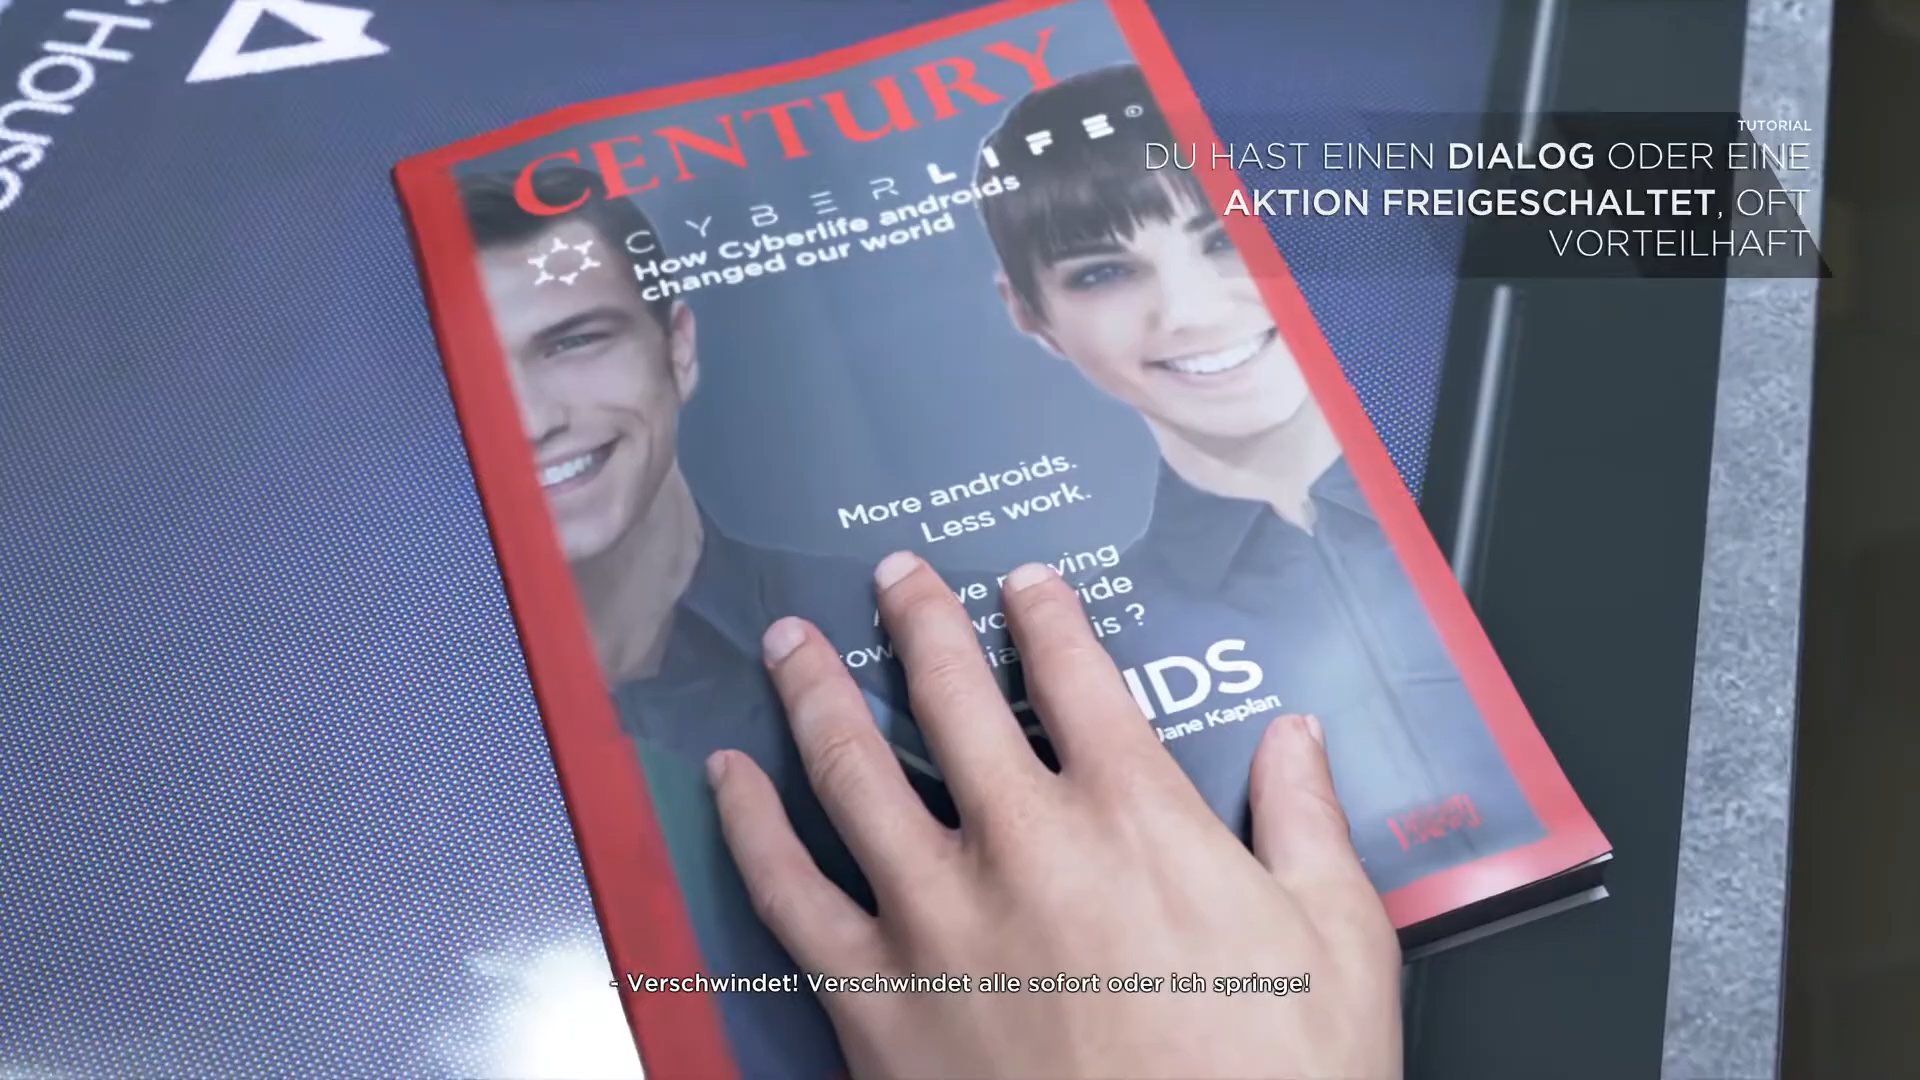 CENTURY
CYBERLIFE
How Cyberlife androids
changed our world
More androids.
Less work.
is ?
IDS
Jane Kaplan
TUTORIAL
DU HAST EINEN DIALOG ODER EINE
AKTION FREIGESCHALTET, OFT
VORTEILHAFT
- Verschwindet! Verschwindet alle sofort oder ich springe!